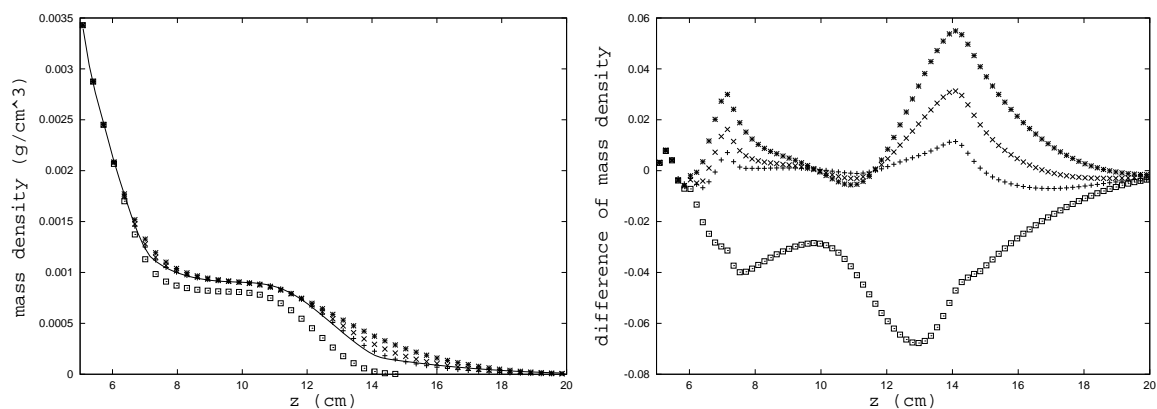 0.0035
0.003
0.0025
0.002
0.0015
0.001
0.0005
0
mass density (g/cm^3)
6 8 10 12 14 16 18 20
z (cm)
0.06
0.04
0.02
0
-0.02
-0.04
-0.06
-0.08
difference of mass density
6 8 10 12 14 16 18 20
z (cm)